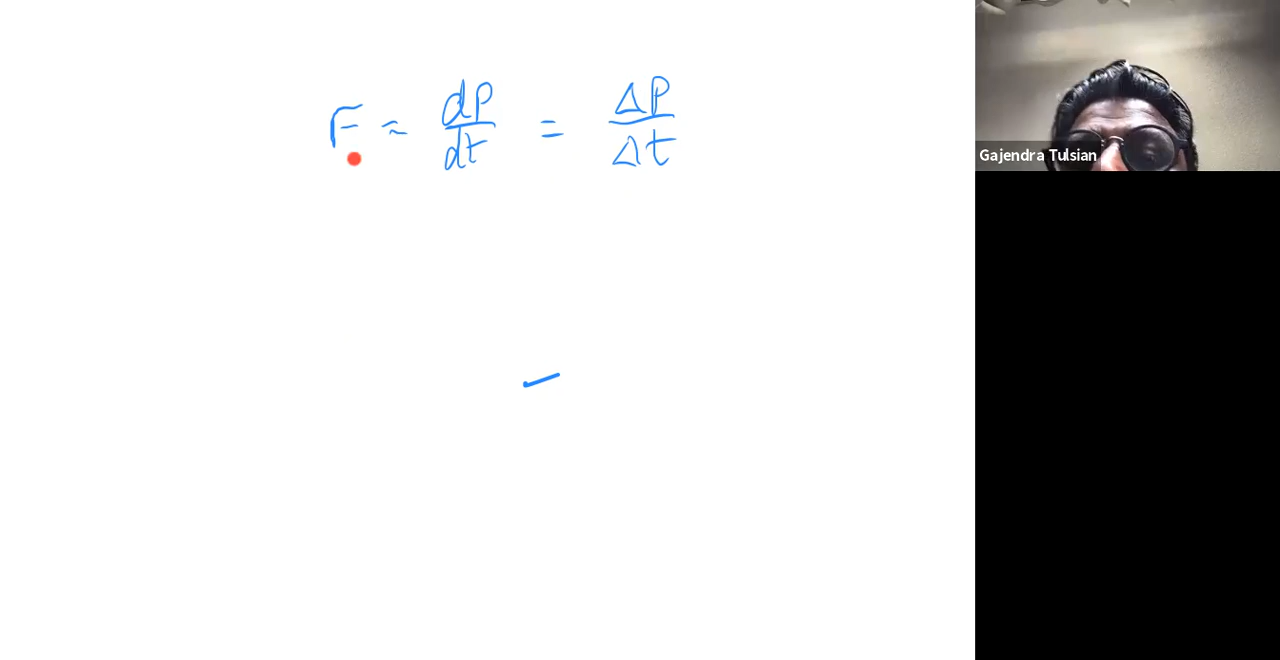 F = dP/dt = ΔP/Δt
Gajendra Tulsian